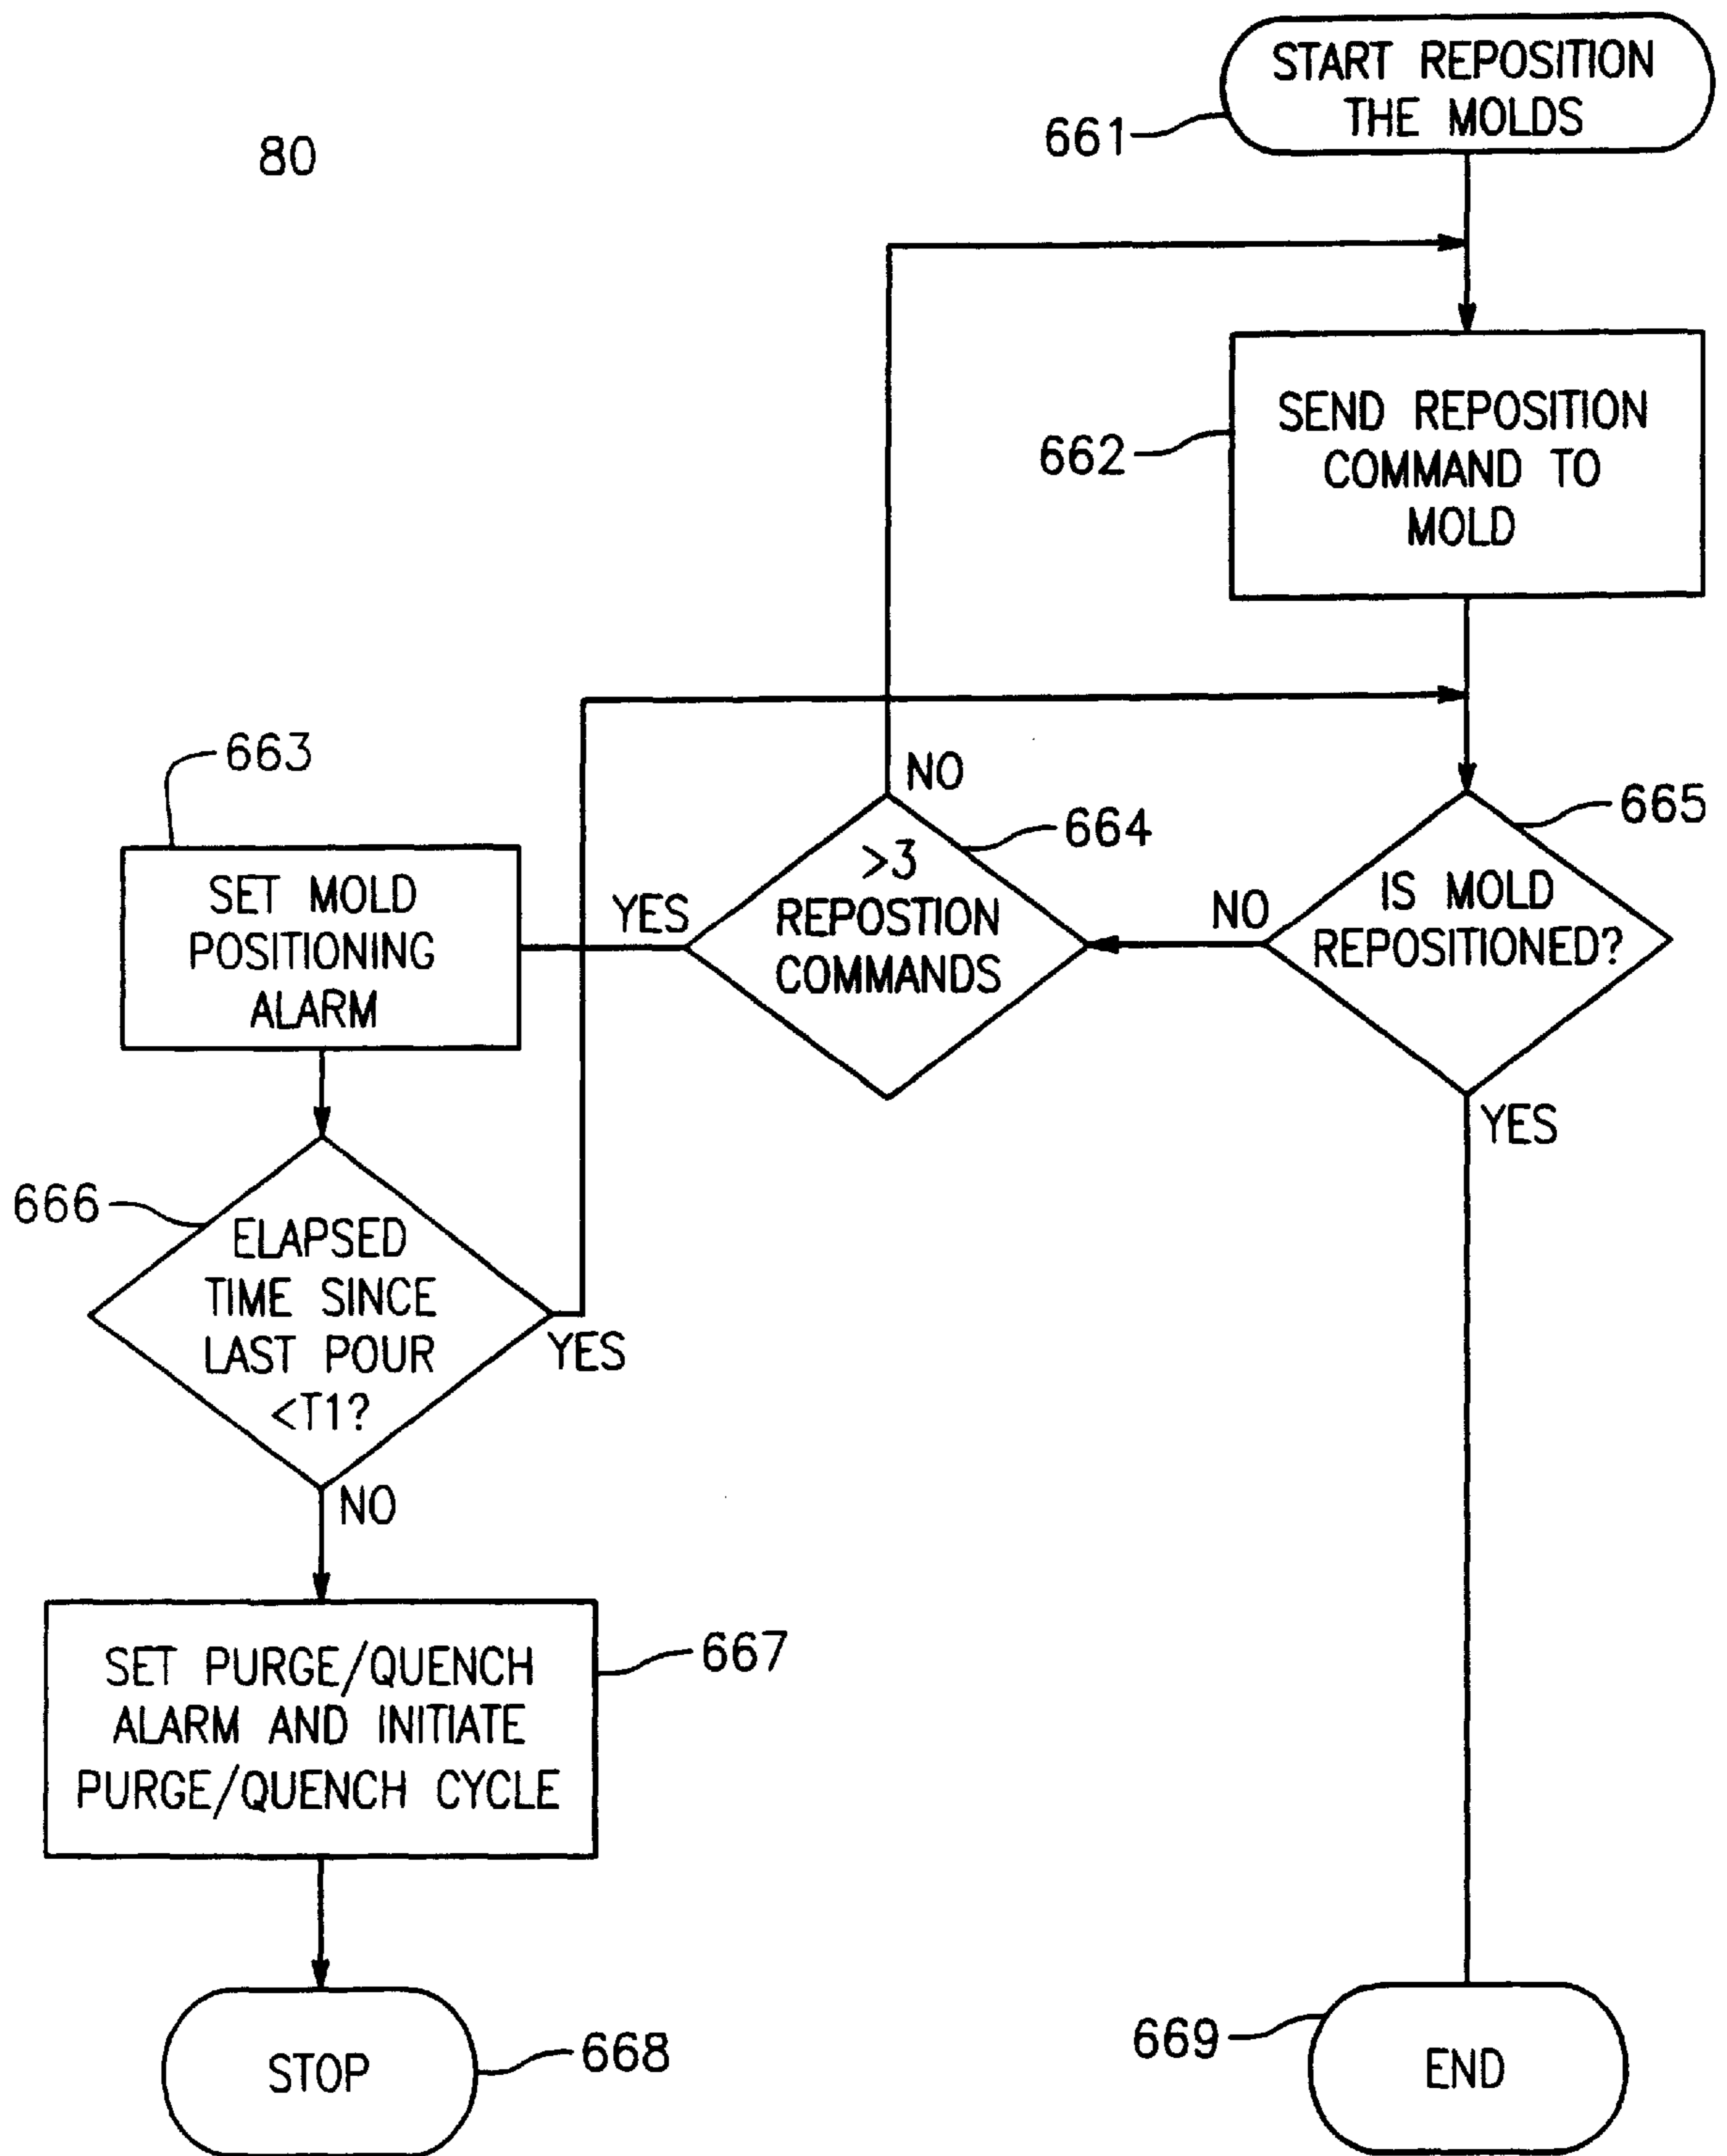 START REPOSITION
THE MOLDS
661
80
SEND REPOSITION
COMMAND TO
MOLD
662
663
SET MOLD
POSITIONING
ALARM
YES
NO
664
>3
REPOSTION
COMMANDS
NO
665
IS MOLD
REPOSITIONED?
YES
666
ELAPSED
TIME SINCE
LAST POUR
<T1?
YES
NO
SET PURGE/QUENCH
ALARM AND INITIATE
PURGE/QUENCH CYCLE
667
STOP
668
669
END